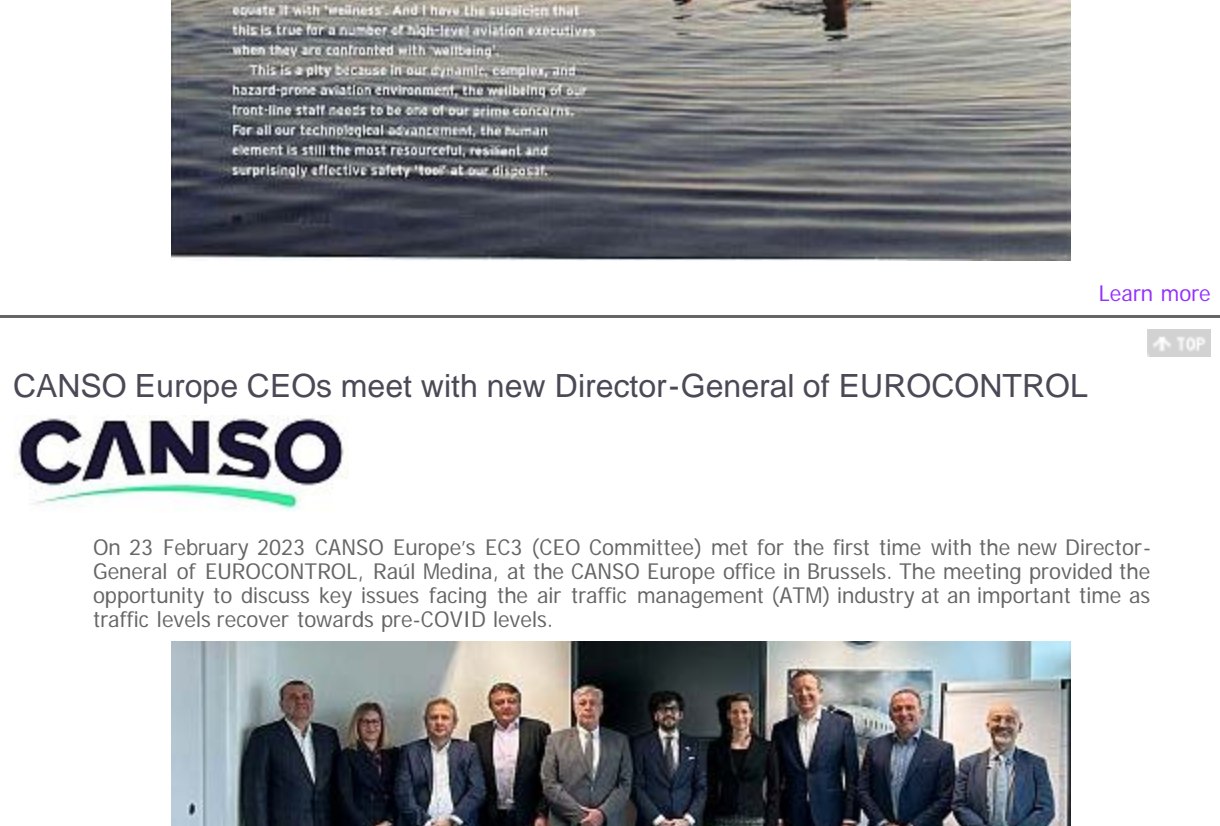 equate it with 'wellness'. And I have the suspicion that
this is true for a number of high-level aviation executives
when they are confronted with 'wellbeing'.
This is a pity because in our dynamic, complex, and
hazard-prone aviation environment, the wellbeing of our
front-line staff needs to be one of our prime concerns.
For all our technological advancement, the human
element is still the most resourceful, resilient and
surprisingly effective safety 'tool' at our disposal.
Learn more
TOP
CANSO Europe CEOs meet with new Director-General of EUROCONTROL
CANSO
On 23 February 2023 CANSO Europe's EC3 (CEO Committee) met for the first time with the new Director-
General of EUROCONTROL, Raúl Medina, at the CANSO Europe office in Brussels. The meeting provided the
opportunity to discuss key issues facing the air traffic management (ATM) industry at an important time as
traffic levels recover towards pre-COVID levels.